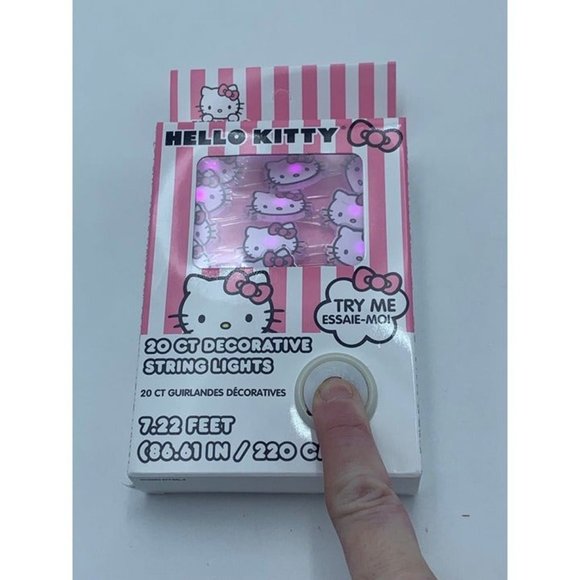 HELLO KITTY
TRY ME
ESSAIE-MOI
20 CT DECORATIVE
STRING LIGHTS
20 CT GUIRLANDES DÉCORATIVES
7.22 FEET
(86.61 IN / 220 C